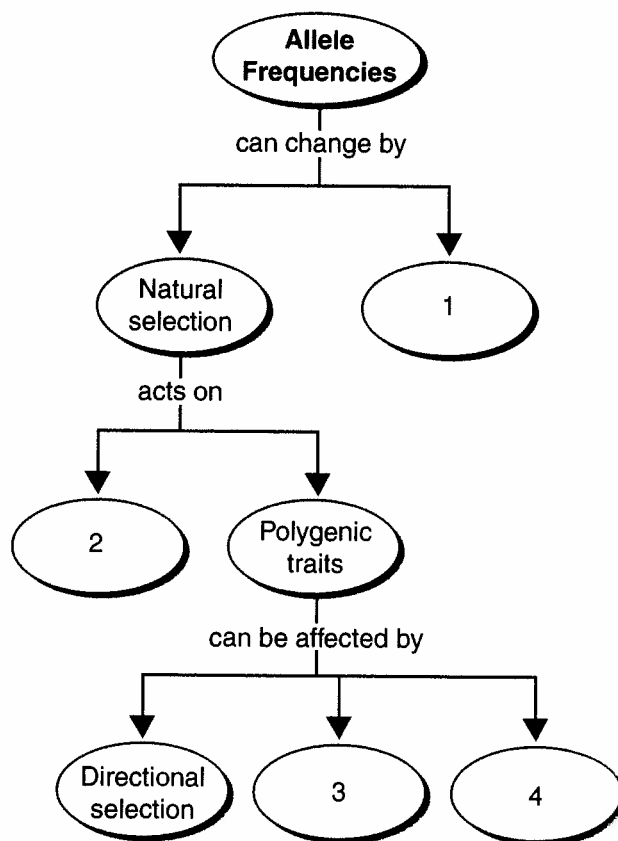 Allele
Frequencies
can change by
Natural
selection
1
acts on
2
Polygenic
traits
can be affected by
Directional
selection
3
4